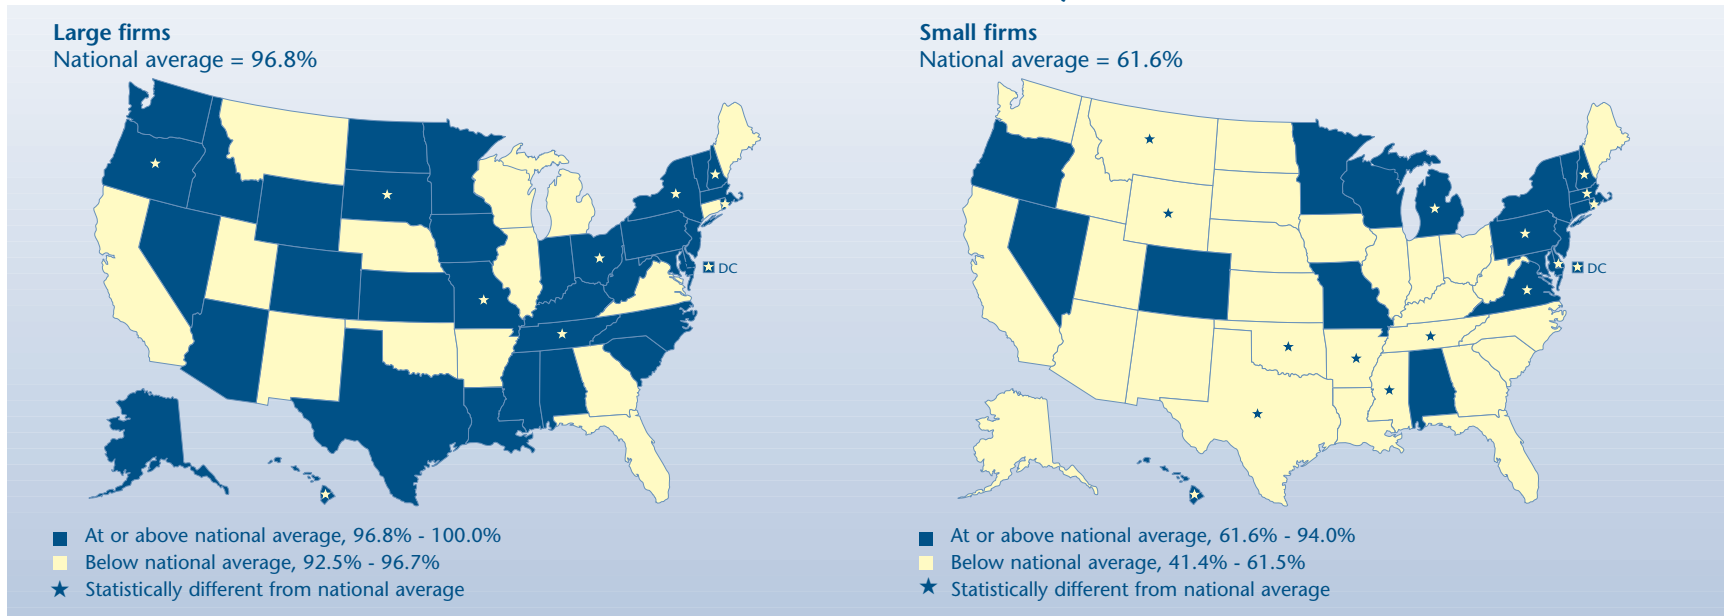 Large firms
National average = 96.8%
DC
At or above national average, 96.8% - 100.0%
Below national average, 92.5% - 96.7%
Statistically different from national average
Small firms
National average = 61.6%
DC
At or above national average, 61.6% - 94.0%
Below national average, 41.4% - 61.5%
Statistically different from national average